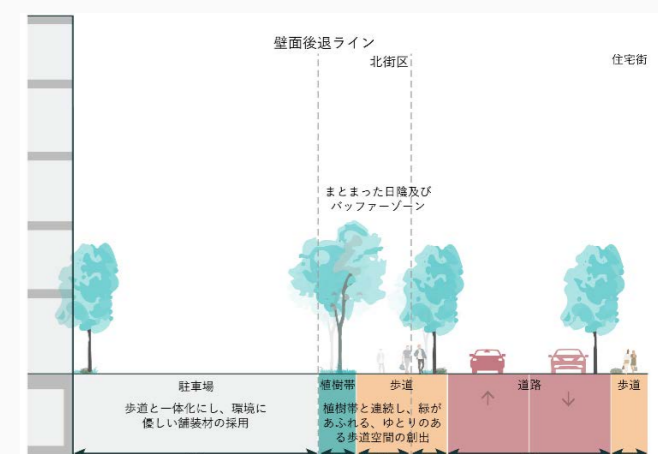 壁面後退ライン
北街区
住宅街
まとまった日陰及び
バッファーゾーン
駐車場
植樹帯
歩道
道路
歩道
歩道と一体化にし、環境に
優しい舗装材の採用
植樹帯と連続し、緑が
あふれる、ゆとりのあ
る歩道空間の創出